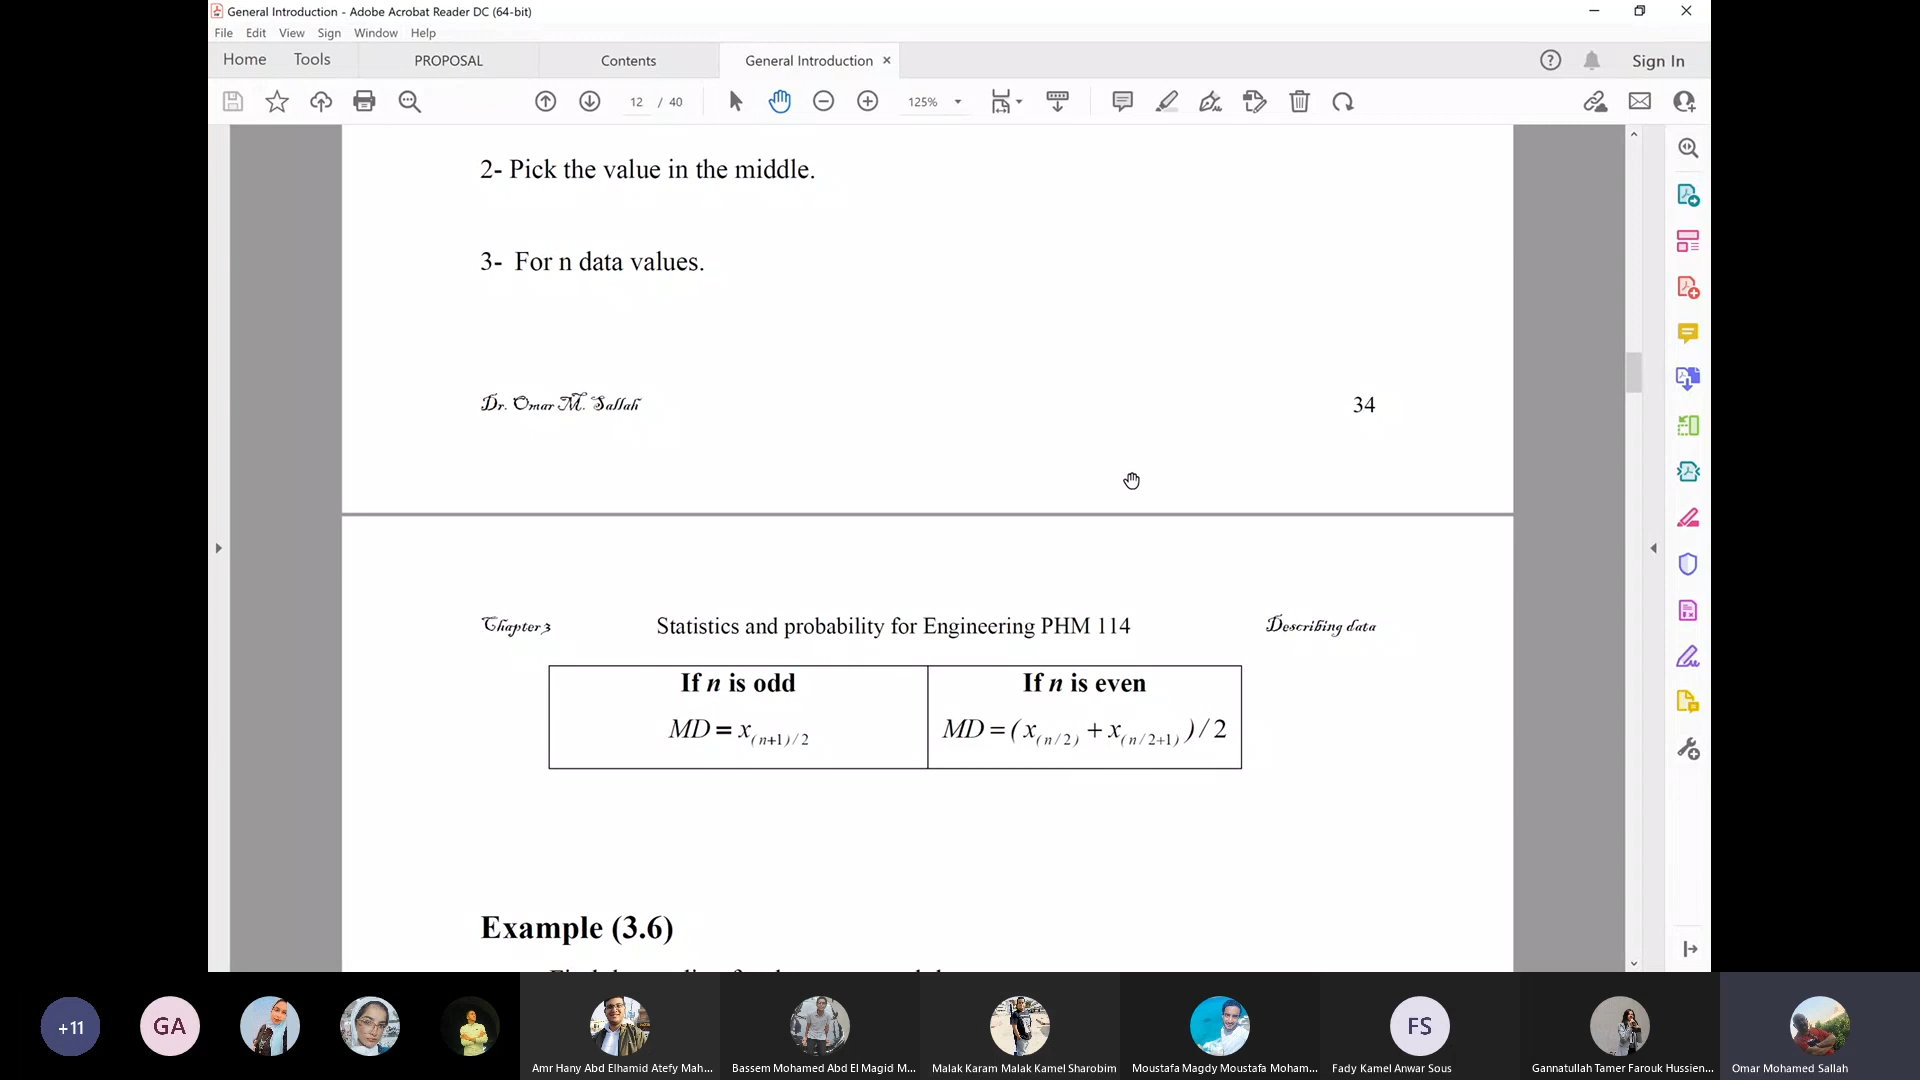 General Introduction - Adobe Acrobat Reader DC (64-bit)
File Edit View Sign Window Help
Home Tools PROPOSAL Contents General Introduction × Sign In
12 / 40 125%
2- Pick the value in the middle.
3- For n data values.
Dr. Omar M. Sallah 34
Chapter 3 Statistics and probability for Engineering PHM 114 Describing data
If n is odd If n is even
MD = x(n+1)/2 MD = ( x(n/2) + x(n/2+1) ) / 2
Example (3.6)
+11 GA FS
Amr Hany Abd Elhamid Atefy Mah... Bassem Mohamed Abd El Magid M... Malak Karam Malak Kamel Sharobim Moustafa Magdy Moustafa Moham... Fady Kamel Anwar Sous Gannatullah Tamer Farouk Hussien... Omar Mohamed Sallah